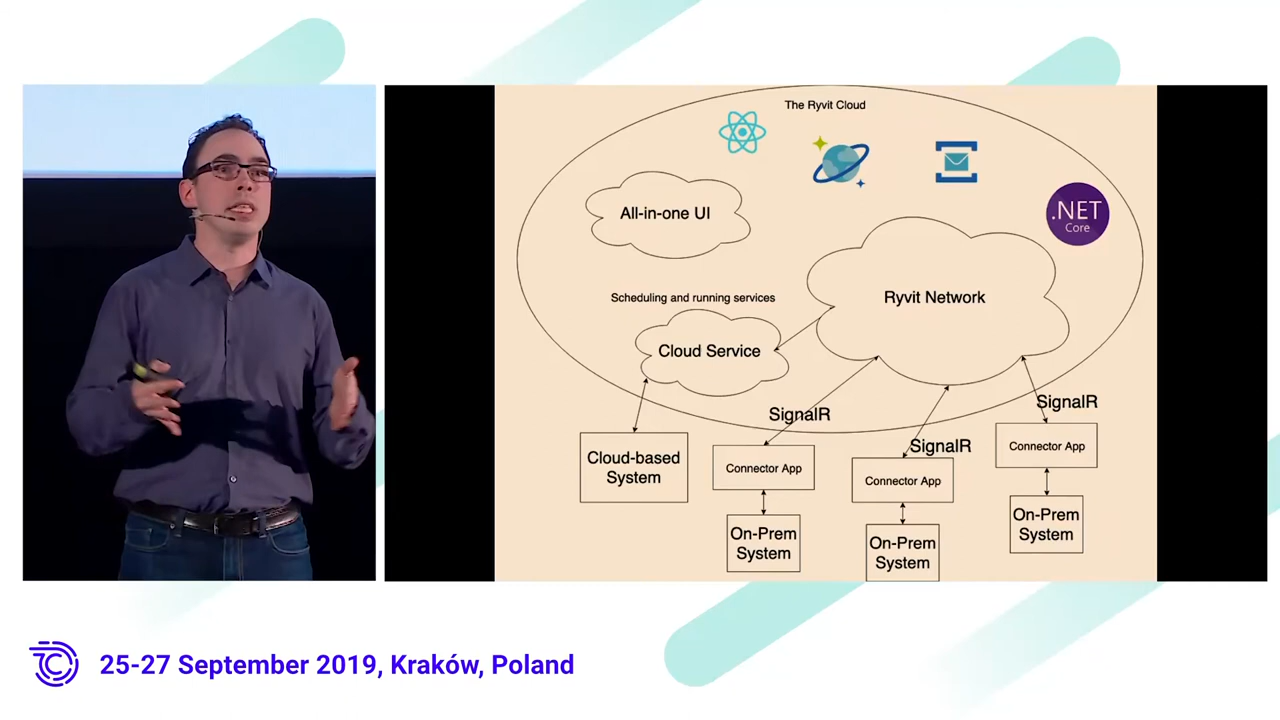 The Ryvit Cloud
All-in-one UI
.NET
Core
Ryvit Network
Scheduling and running services
Cloud Service
SignalR
SignalR
SignalR
Cloud-based
System
Connector App
Connector App
Connector App
On-Prem
System
On-Prem
System
On-Prem
System
25-27 September 2019, Kraków, Poland